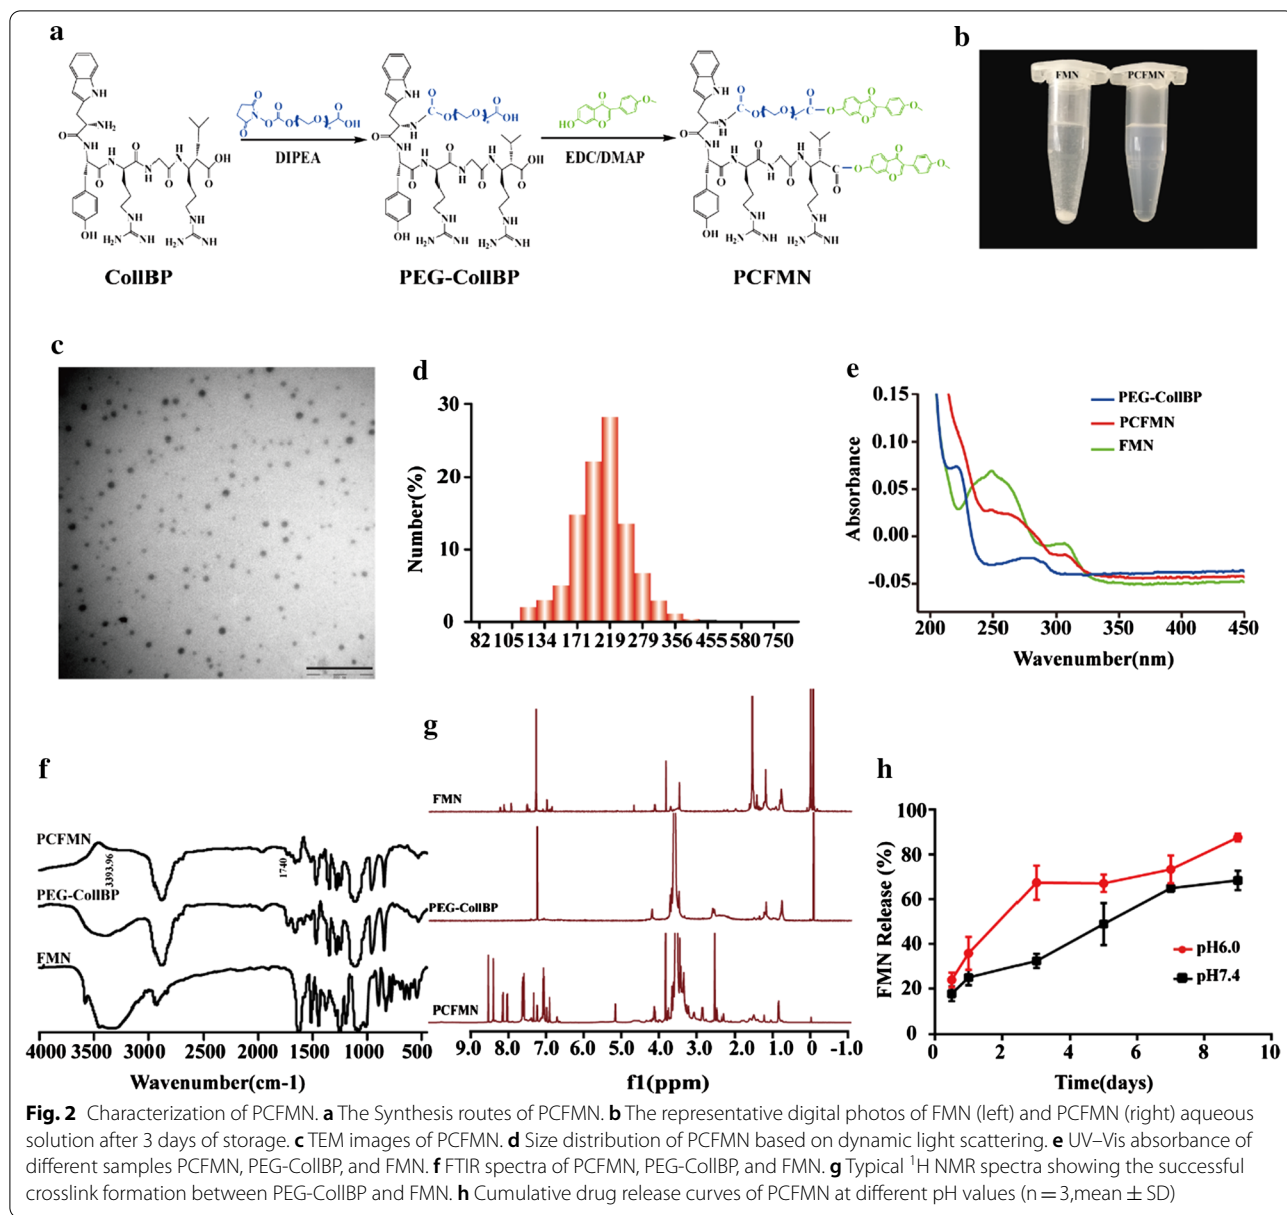 a
NH
NH₂
O
DIPEA
EDC/DMAP
HO
OH
NH
H₂N
CollBP
PEG-CollBP
PCFMN
b
FMN
PCFMN
c
d
Number(%)
30
20
10
0
82 105 134 171 219 279 356 455 580 750
e
PEG-CollBP
PCFMN
FMN
Absorbance
0.15
0.10
0.05
0.00
-0.05
200 250 300 350 400 450
Wavenumber(nm)
f
PCFMN
3393.96
1740
PEG-CollBP
FMN
4000 3500 3000 2000 1500 1000 500
Wavenumber(cm-1)
g
FMN
PEG-CollBP
PCFMN
9.0 8.0 7.0 6.0 5.0 4.0 3.0 2.0 1.0 0 -1.0
f1(ppm)
h
FMN Release (%)
100
80
60
40
20
0
pH6.0
pH7.4
0 2 4 6 8 10
Time(days)
Fig. 2 Characterization of PCFMN. a The Synthesis routes of PCFMN. b The representative digital photos of FMN (left) and PCFMN (right) aqueous
solution after 3 days of storage. c TEM images of PCFMN. d Size distribution of PCFMN based on dynamic light scattering. e UV–Vis absorbance of
different samples PCFMN, PEG-CollBP, and FMN. f FTIR spectra of PCFMN, PEG-CollBP, and FMN. g Typical ¹H NMR spectra showing the successful
crosslink formation between PEG-CollBP and FMN. h Cumulative drug release curves of PCFMN at different pH values (n = 3,mean ± SD)